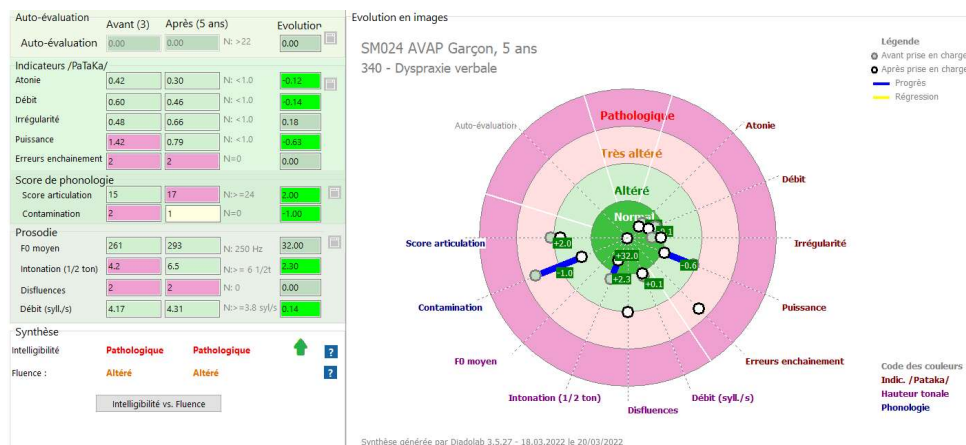 Auto-évaluation Avant (3) Après (5 ans) Evolution
Auto-évaluation 0.00 0.00 N: >22 0.00
Indicateurs /PaTaKa/
Atonie 0.42 0.30 N: <1.0 -0.12
Débit 0.60 0.46 N: <1.0 -0.14
Irrégularité 0.48 0.66 N: <1.0 0.18
Puissance 1.42 0.79 N: <1.0 -0.63
Erreurs enchainement 2 2 N=0 0.00
Score de phonologie
Score articulation 15 17 N:>=24 2.00
Contamination 2 1 N=0 -1.00
Prosodie
F0 moyen 261 293 N: 250 Hz 32.00
Intonation (1/2 ton) 4.2 6.5 N:>= 6 1/2t 2.30
Disfluences 2 2 N: 0 0.00
Débit (syll./s) 4.17 4.31 N:>=3.8 syl/s 0.14
Synthèse
Intelligibilité Pathologique Pathologique ?
Fluence : Altéré Altéré ?
Intelligibilité vs. Fluence
Evolution en images
SM024 AVAP Garçon, 5 ans
340 - Dyspraxie verbale
Légende
Avant prise en charge
Après prise en charge
Progrès
Régression
Pathologique
Très altéré
Altéré
Normal
Auto-évaluation
Atonie
Débit
Irrégularité
Puissance
Erreurs enchainement
Débit (syll./s)
Disfluences
Intonation (1/2 ton)
F0 moyen
Contamination
Score articulation
+2.0
-0.1
+32.0
-1.0
-0.6
+2.3
+0.1
Code des couleurs
Indic. /Pataka/
Hauteur tonale
Phonologie
Synthèse générée par Diadolab 3.5.27 - 18.03.2022 le 20/03/2022